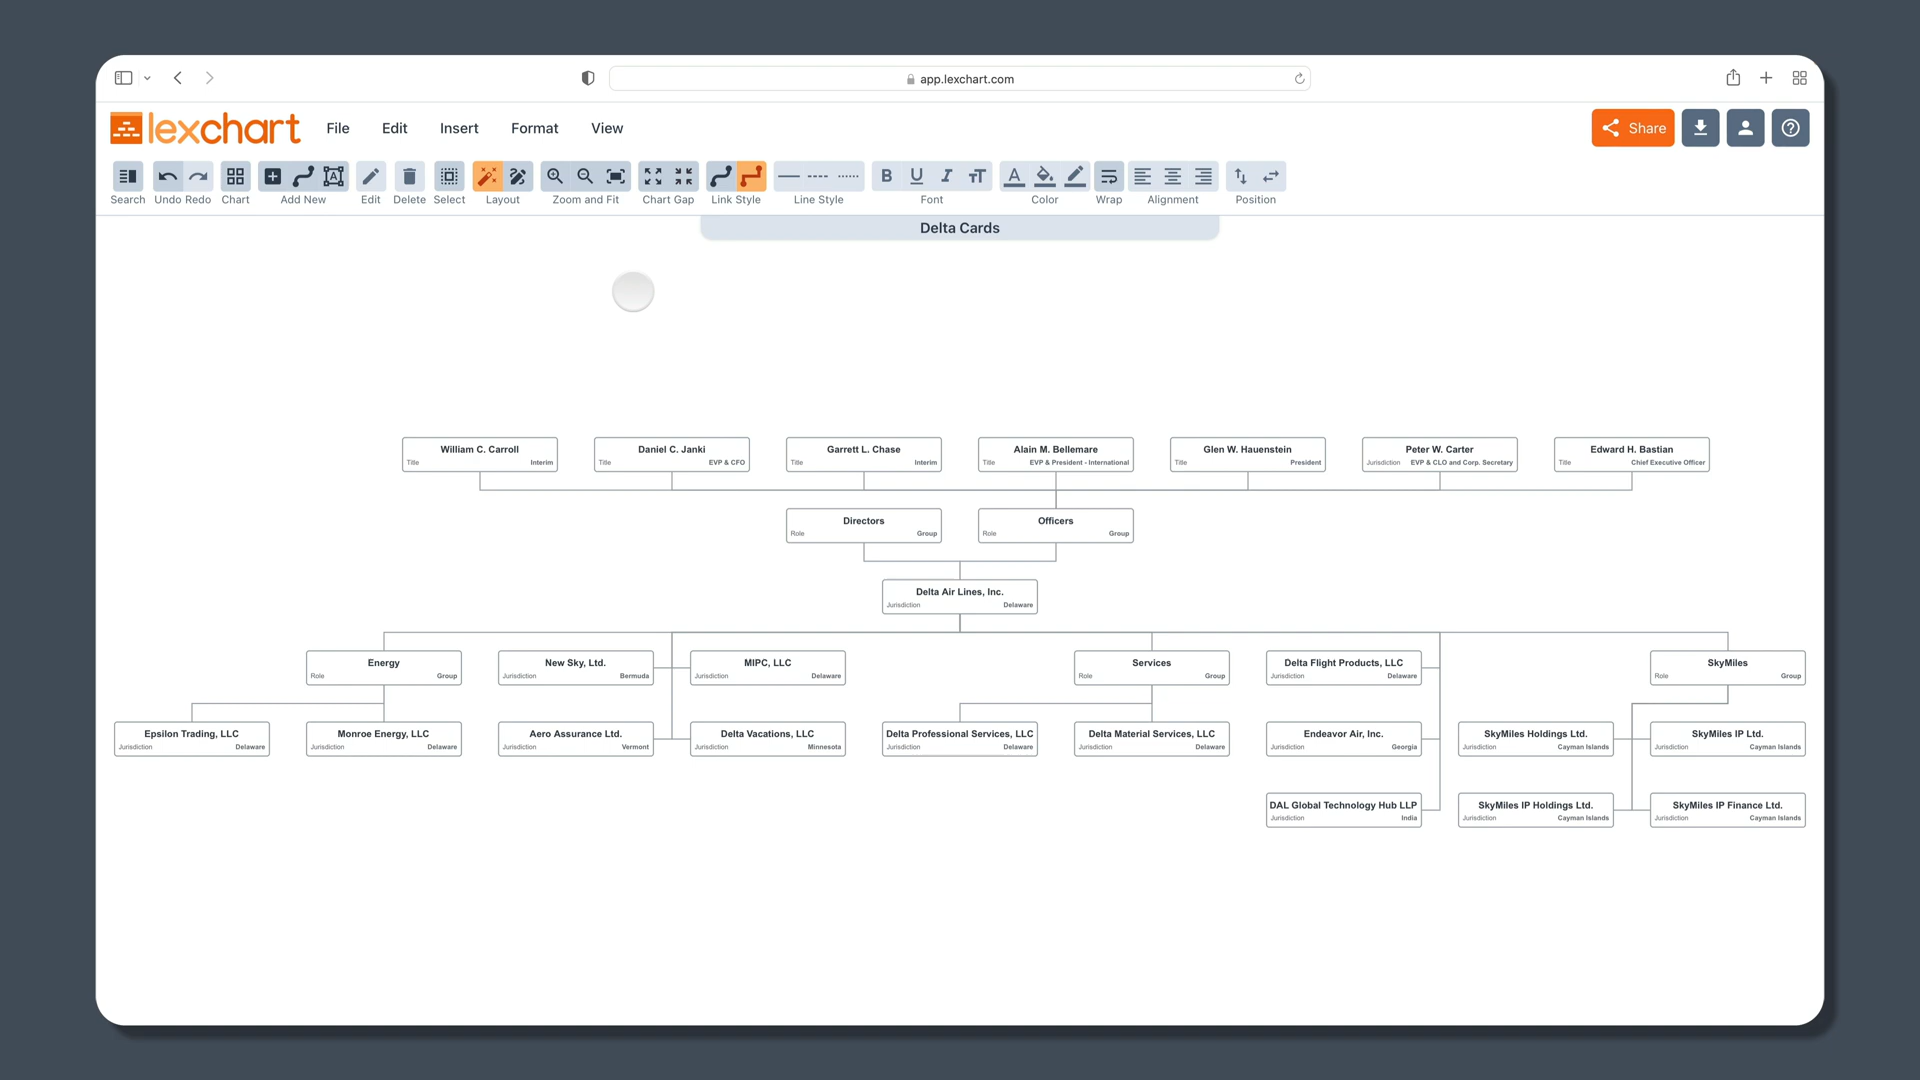 app.lexchart.com
lexchart File Edit Insert Format View Share
Search Undo Redo Chart Add New Edit Delete Select Layout Zoom and Fit Chart Gap Link Style Line Style Font Color Wrap Alignment Position
Delta Cards
William C. Carroll
Title Interim
Daniel C. Janki
Title EVP & CFO
Garrett L. Chase
Title Interim
Alain M. Bellemare
Title EVP & President - International
Glen W. Hauenstein
Title President
Peter W. Carter
Jurisdiction EVP & CLO and Corp. Secretary
Edward H. Bastian
Title Chief Executive Officer
Directors
Role Group
Officers
Role Group
Delta Air Lines, Inc.
Jurisdiction Delaware
Energy
Role Group
New Sky, Ltd.
Jurisdiction Bermuda
MIPC, LLC
Jurisdiction Delaware
Services
Role Group
Delta Flight Products, LLC
Jurisdiction Delaware
SkyMiles
Role Group
Epsilon Trading, LLC
Jurisdiction Delaware
Monroe Energy, LLC
Jurisdiction Delaware
Aero Assurance Ltd.
Jurisdiction Vermont
Delta Vacations, LLC
Jurisdiction Minnesota
Delta Professional Services, LLC
Jurisdiction Delaware
Delta Material Services, LLC
Jurisdiction Delaware
Endeavor Air, Inc.
Jurisdiction Georgia
SkyMiles Holdings Ltd.
Jurisdiction Cayman Islands
SkyMiles IP Ltd.
Jurisdiction Cayman Islands
DAL Global Technology Hub LLP
Jurisdiction India
SkyMiles IP Holdings Ltd.
Jurisdiction Cayman Islands
SkyMiles IP Finance Ltd.
Jurisdiction Cayman Islands